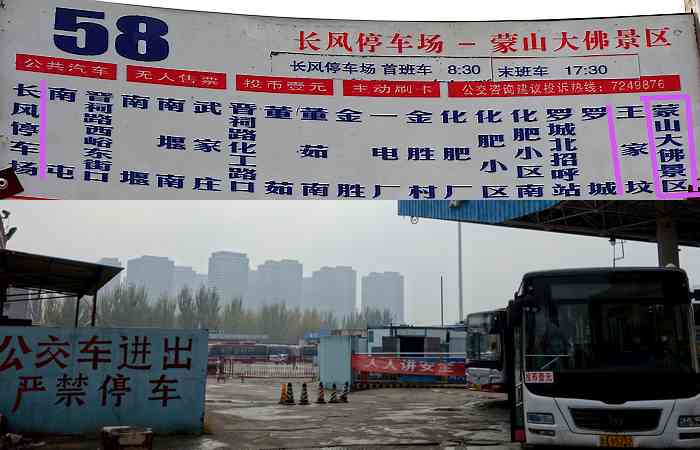 58
长风停车场 - 蒙山大佛景区
长风停车场 首班车 8:30 末班车 17:30
公共汽车 无人售票 投币壹元 主动刷卡 公交咨询建议投诉热线：7249876
长风停车场
南屯
晋祠路西峪东街口
南堰
南堰南
武家庄
晋祠路化工路口
董茹
董茹南
金胜
一电厂
金胜村
化肥厂
化肥小区
化肥小区南
罗城北招呼站
罗城
王家坟
蒙山大佛景区
公交车进出
严禁停车
人人讲安全
投币壹元